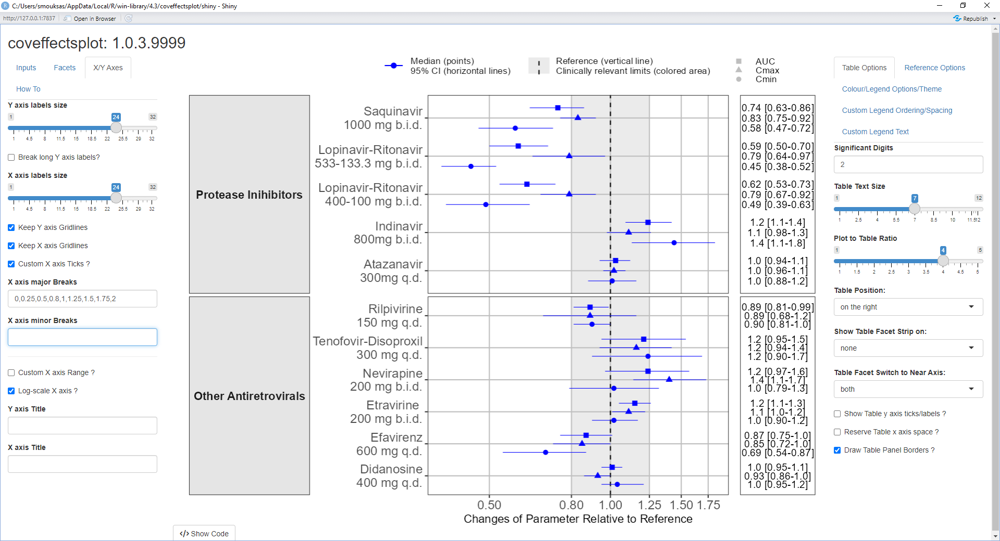 C:/Users/smouksas/AppData/Local/R/win-library/4.3/coveffectsplot/shiny - Shiny
http://127.0.0.1:7837
Open in Browser
Republish
coveffectsplot: 1.0.3.9999
Inputs
Facets
X/Y Axes
How To
Y axis labels size
1
24
32
1 4.5 8 11.5 15 18.5 22 25.5 29 32
Break long Y axis labels?
X axis labels size
1
24
32
1 4.5 8 11.5 15 18.5 22 25.5 29 32
Keep Y axis Gridlines
Keep X axis Gridlines
Custom X axis Ticks ?
X axis major Breaks
0,0.25,0.5,0.8,1,1.25,1.5,1.75,2
X axis minor Breaks
Custom X axis Range ?
Log-scale X axis ?
Y axis Title
X axis Title
Median (points)
95% CI (horizontal lines)
Reference (vertical line)
Clinically relevant limits (colored area)
AUC
Cmax
Cmin
Protease Inihibitors
Saquinavir
1000 mg b.i.d.
0.74 [0.63-0.86]
0.83 [0.75-0.92]
0.58 [0.47-0.72]
Lopinavir-Ritonavir
533-133.3 mg b.i.d.
0.59 [0.50-0.70]
0.79 [0.64-0.97]
0.45 [0.38-0.52]
Lopinavir-Ritonavir
400-100 mg b.i.d.
0.62 [0.53-0.73]
0.79 [0.67-0.92]
0.49 [0.39-0.63]
Indinavir
800mg b.i.d.
1.2 [1.1-1.4]
1.1 [0.98-1.3]
1.4 [1.1-1.8]
Atazanavir
300mg q.d.
1.0 [0.94-1.1]
1.0 [0.96-1.1]
1.0 [0.88-1.2]
Other Antiretrovirals
Rilpivirine
150 mg q.d.
0.89 [0.81-0.99]
0.89 [0.68-1.2]
0.90 [0.81-1.0]
Tenofovir-Disoproxil
300 mg q.d.
1.2 [0.95-1.5]
1.2 [0.94-1.4]
1.2 [0.90-1.7]
Nevirapine
200 mg b.i.d.
1.2 [0.97-1.6]
1.4 [1.1-1.7]
1.0 [0.79-1.3]
Etravirine
200 mg b.i.d.
1.2 [1.1-1.3]
1.1 [1.0-1.2]
1.0 [0.90-1.2]
Efavirenz
600 mg q.d.
0.87 [0.75-1.0]
0.85 [0.72-1.0]
0.69 [0.54-0.87]
Didanosine
400 mg q.d.
1.0 [0.95-1.1]
0.93 [0.86-1.0]
1.0 [0.95-1.2]
0.50 0.80 1.00 1.25 1.50 1.75
Changes of Parameter Relative to Reference
</> Show Code
Table Options
Reference Options
Colour/Legend Options/Theme
Custom Legend Ordering/Spacing
Custom Legend Text
Significant Digits
2
Table Text Size
1
7
12
1 2.5 4 5.5 7 8.5 10 11.5 12
Plot to Table Ratio
1
4
5
1 1.5 2 2.5 3 3.5 4 4.5 5
Table Position:
on the right
Show Table Facet Strip on:
none
Table Facet Switch to Near Axis:
both
Show Table y axis ticks/labels ?
Reserve Table x axis space ?
Draw Table Panel Borders ?